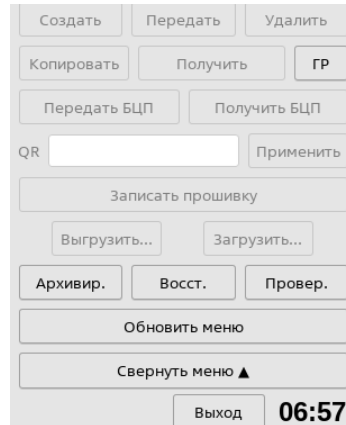 Создать Передать Удалить
Копировать Получить ГР
Передать БЦП Получить БЦП
QR Применить
Записать прошивку
Выгрузить... Загрузить...
Архивир. Восст. Провер.
Обновить меню
Свернуть меню ▲
Выход 06:57